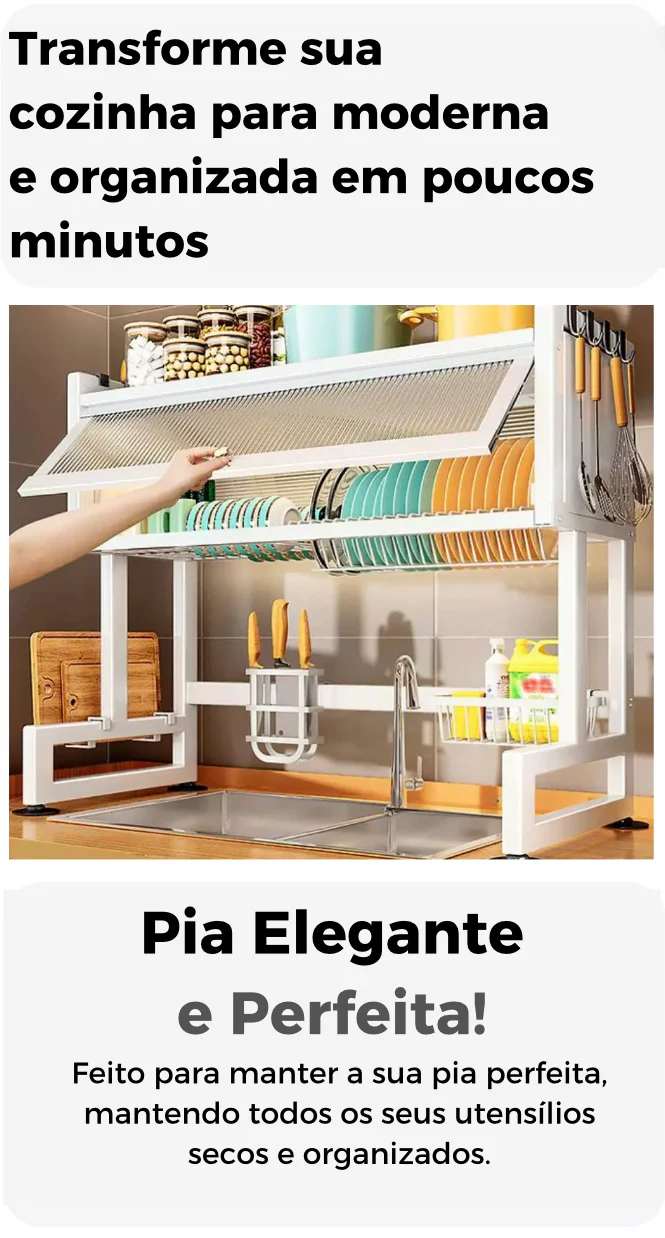 Transforme sua
cozinha para moderna
e organizada em poucos
minutos
Pia Elegante
e Perfeita!
Feito para manter a sua pia perfeita,
mantendo todos os seus utensílios
secos e organizados.